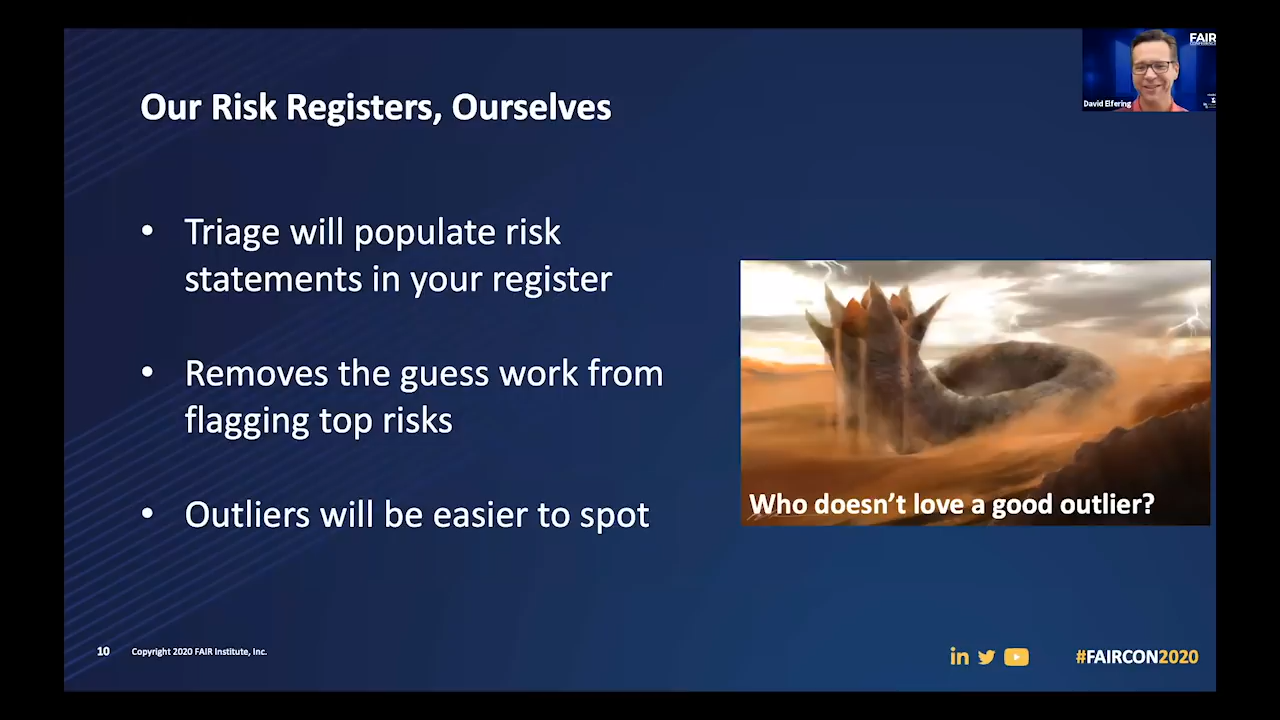 FAIR
CONFERENCE
David Elfering
Our Risk Registers, Ourselves
• Triage will populate risk
statements in your register
• Removes the guess work from
flagging top risks
• Outliers will be easier to spot
Who doesn't love a good outlier?
10 Copyright 2020 FAIR Institute, Inc.
in
#FAIRCON2020